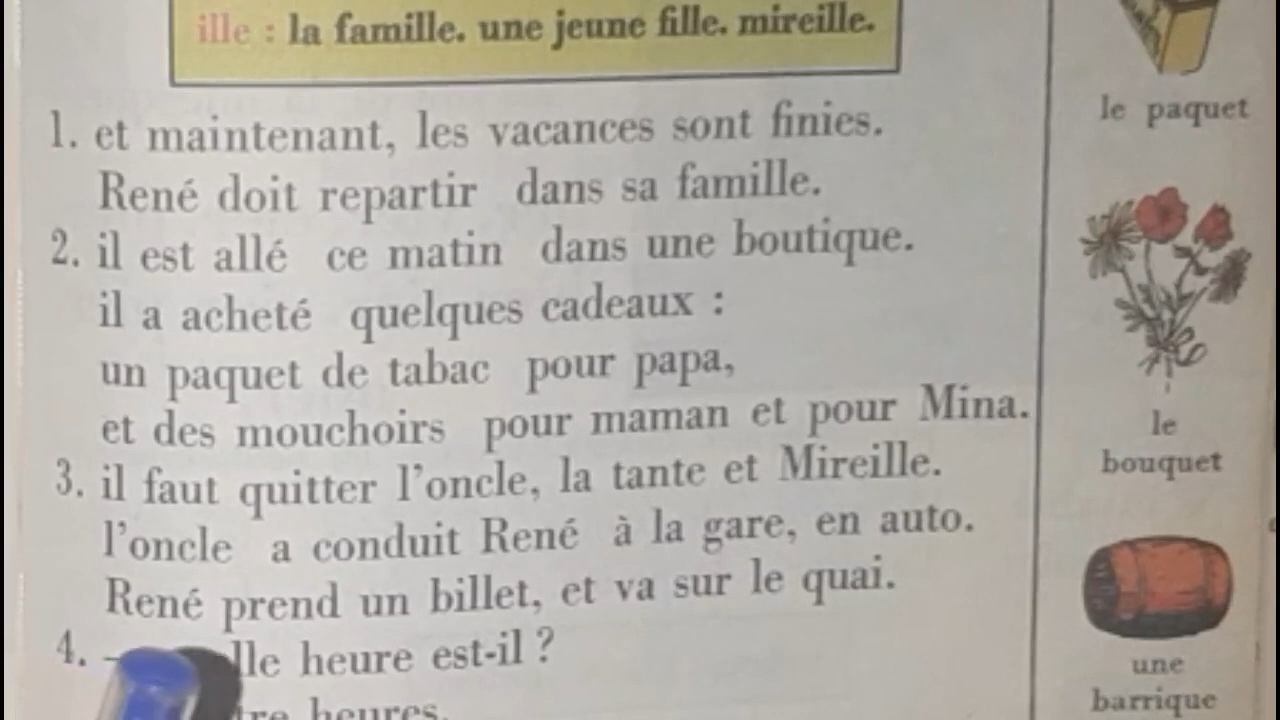 ille : la famille. une jeune fille. mireille.
1. et maintenant, les vacances sont finies.
René doit repartir dans sa famille.
2. il est allé ce matin dans une boutique.
il a acheté quelques cadeaux :
un paquet de tabac pour papa,
et des mouchoirs pour maman et pour Mina.
3. il faut quitter l'oncle, la tante et Mireille.
l'oncle a conduit René à la gare, en auto.
René prend un billet, et va sur le quai.
4. — heure est-il ?
heures.
le paquet
le
bouquet
une
barrique